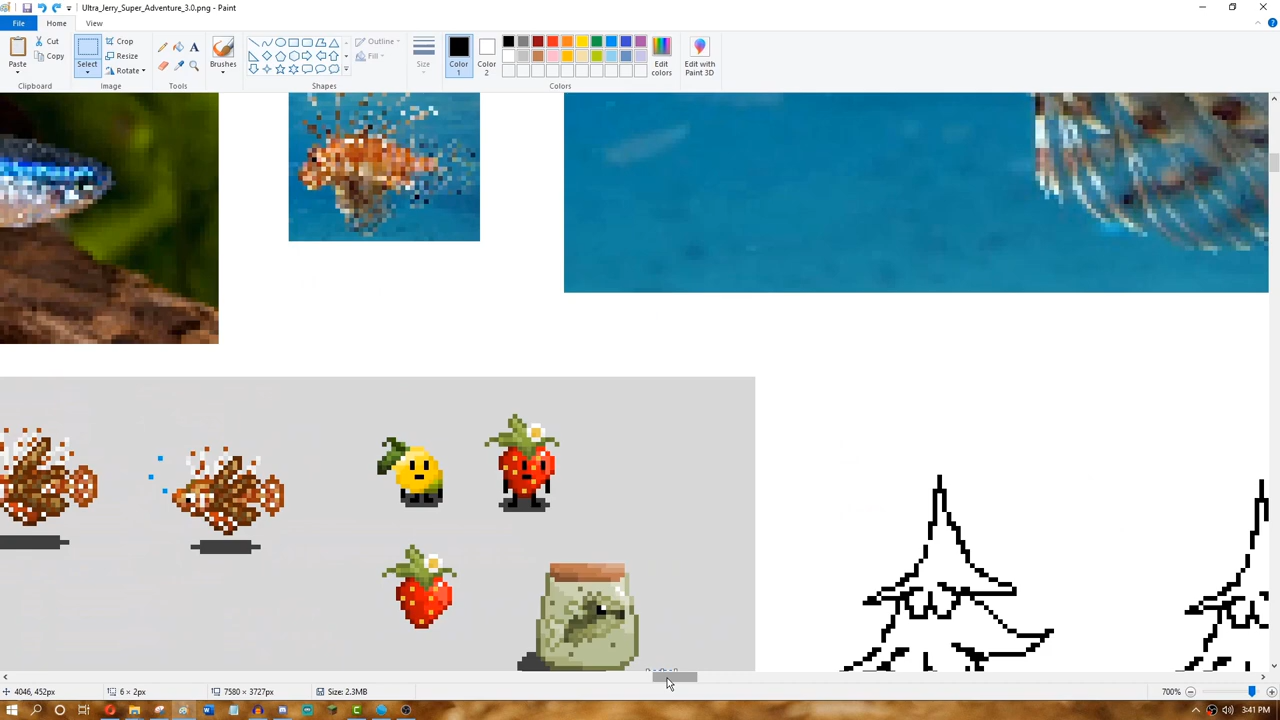 Ultra_Jerry_Super_Adventure_3.0.png - Paint
File Home View
Paste
Cut
Copy
Clipboard
Select
Crop
Resize
Rotate
Image
Tools
Brushes
Shapes
Outline
Fill
Size
Color 1
Color 2
Colors
Edit colors
Edit with Paint 3D
4046, 452px
6 × 2px
7580 × 3727px
Size: 2.3MB
700%
3:41 PM